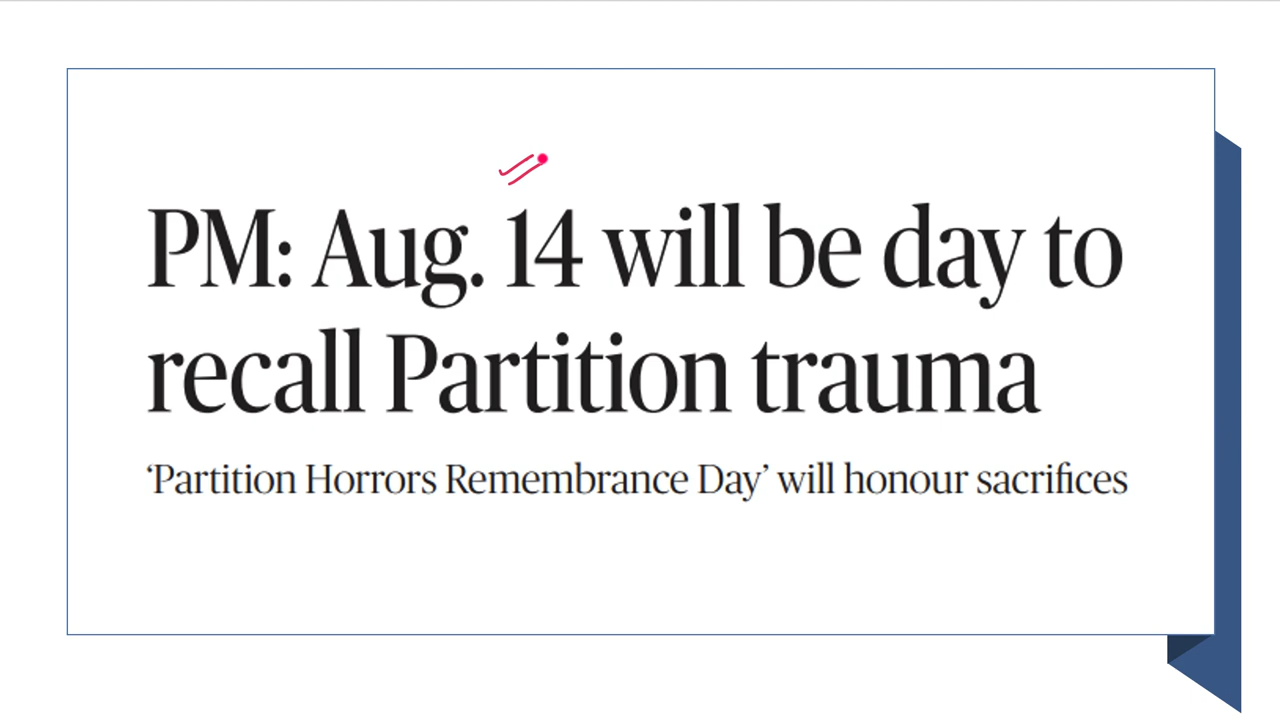 PM: Aug. 14 will be day to
recall Partition trauma
‘Partition Horrors Remembrance Day’ will honour sacrifices